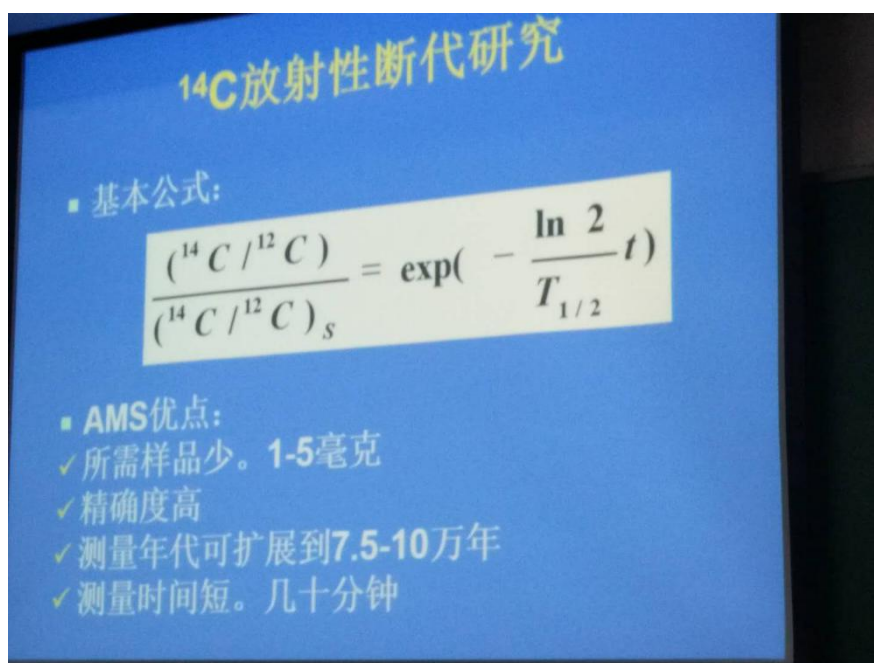 14C放射性断代研究
▪ 基本公式:
(¹⁴C/¹²C) / (¹⁴C/¹²C)ₛ = exp( - ln 2 / T₁/₂ t)
▪ AMS优点:
✓所需样品少。1-5毫克
✓精确度高
✓测量年代可扩展到7.5-10万年
✓测量时间短。几十分钟